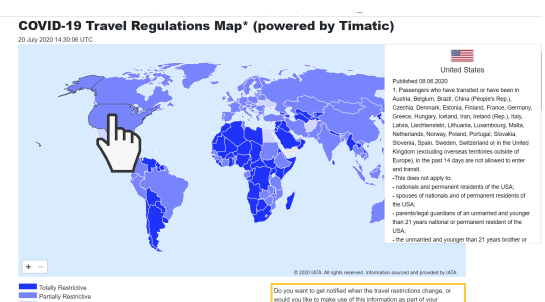 COVID-19 Travel Regulations Map* (powered by Timatic)
20 July 2020 14:30:06 UTC
United States
Published 08.06.2020
1. Passengers who have transited or have been in
Austria, Belgium, Brazil, China (People's Rep.),
Czechia, Denmark, Estonia, Finland, France, Germany,
Greece, Hungary, Iceland, Iran, Ireland (Rep.), Italy,
Latvia, Liechtenstein, Lithuania, Luxembourg, Malta,
Netherlands, Norway, Poland, Portugal, Slovakia,
Slovenia, Spain, Sweden, Switzerland or in the United
Kingdom (excluding overseas territories outside of
Europe), in the past 14 days are not allowed to enter
and transit.
-This does not apply to:
- nationals and permanent residents of the USA;
- spouses of nationals and of permanent residents of
the USA;
- parents/legal guardians of an unmarried and younger
than 21 years national or permanent resident of the
USA;
- the unmarried and younger than 21 years brother or
+ −
© 2020 IATA. All rights reserved. Information sourced and provided by IATA.
Totally Restrictive
Partially Restrictive
Do you want to get notified when the travel restrictions change, or
would you like to make use of this information as part of your